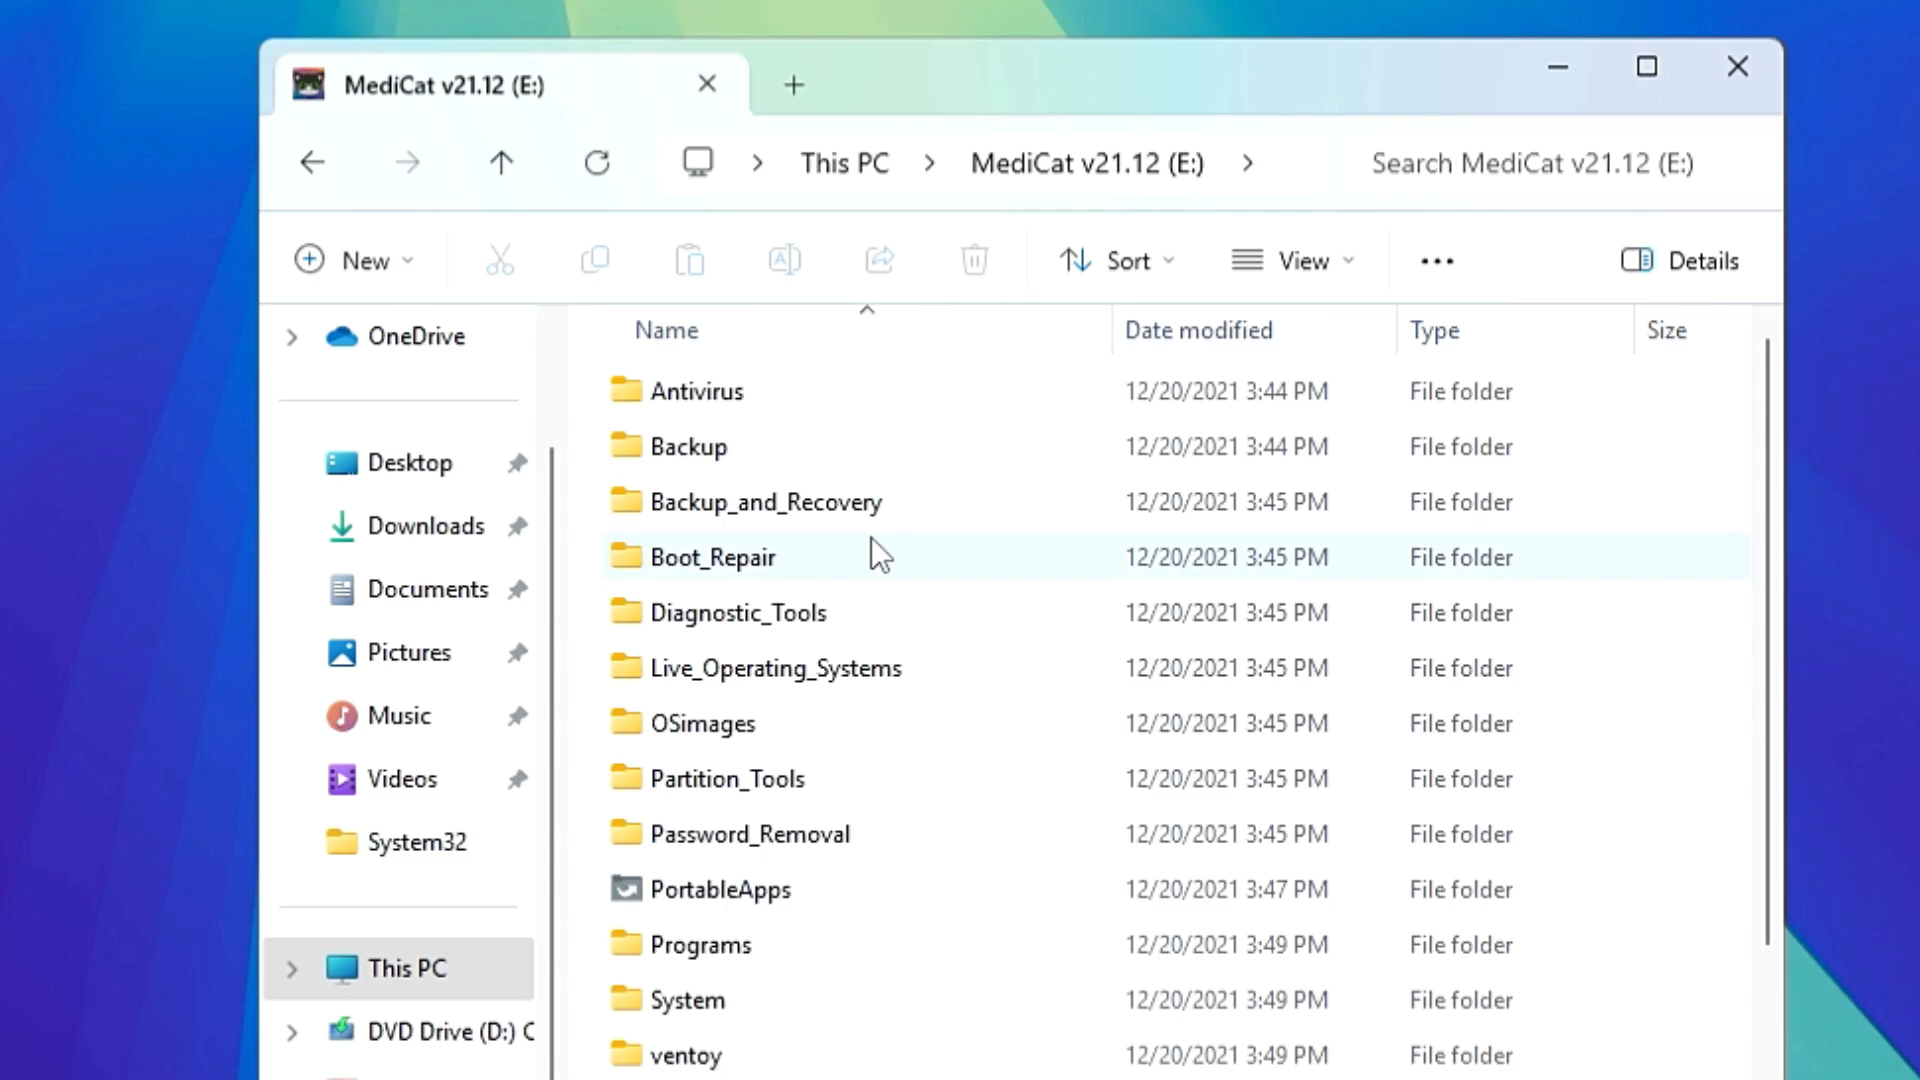 MediCat v21.12 (E:)
This PC > MediCat v21.12 (E:) > Search MediCat v21.12 (E:)
New Sort View Details
Name Date modified Type Size
OneDrive
Desktop
Downloads
Documents
Pictures
Music
Videos
System32
This PC
DVD Drive (D:) C
Antivirus 12/20/2021 3:44 PM File folder
Backup 12/20/2021 3:44 PM File folder
Backup_and_Recovery 12/20/2021 3:45 PM File folder
Boot_Repair 12/20/2021 3:45 PM File folder
Diagnostic_Tools 12/20/2021 3:45 PM File folder
Live_Operating_Systems 12/20/2021 3:45 PM File folder
OSimages 12/20/2021 3:45 PM File folder
Partition_Tools 12/20/2021 3:45 PM File folder
Password_Removal 12/20/2021 3:45 PM File folder
PortableApps 12/20/2021 3:47 PM File folder
Programs 12/20/2021 3:49 PM File folder
System 12/20/2021 3:49 PM File folder
ventoy 12/20/2021 3:49 PM File folder